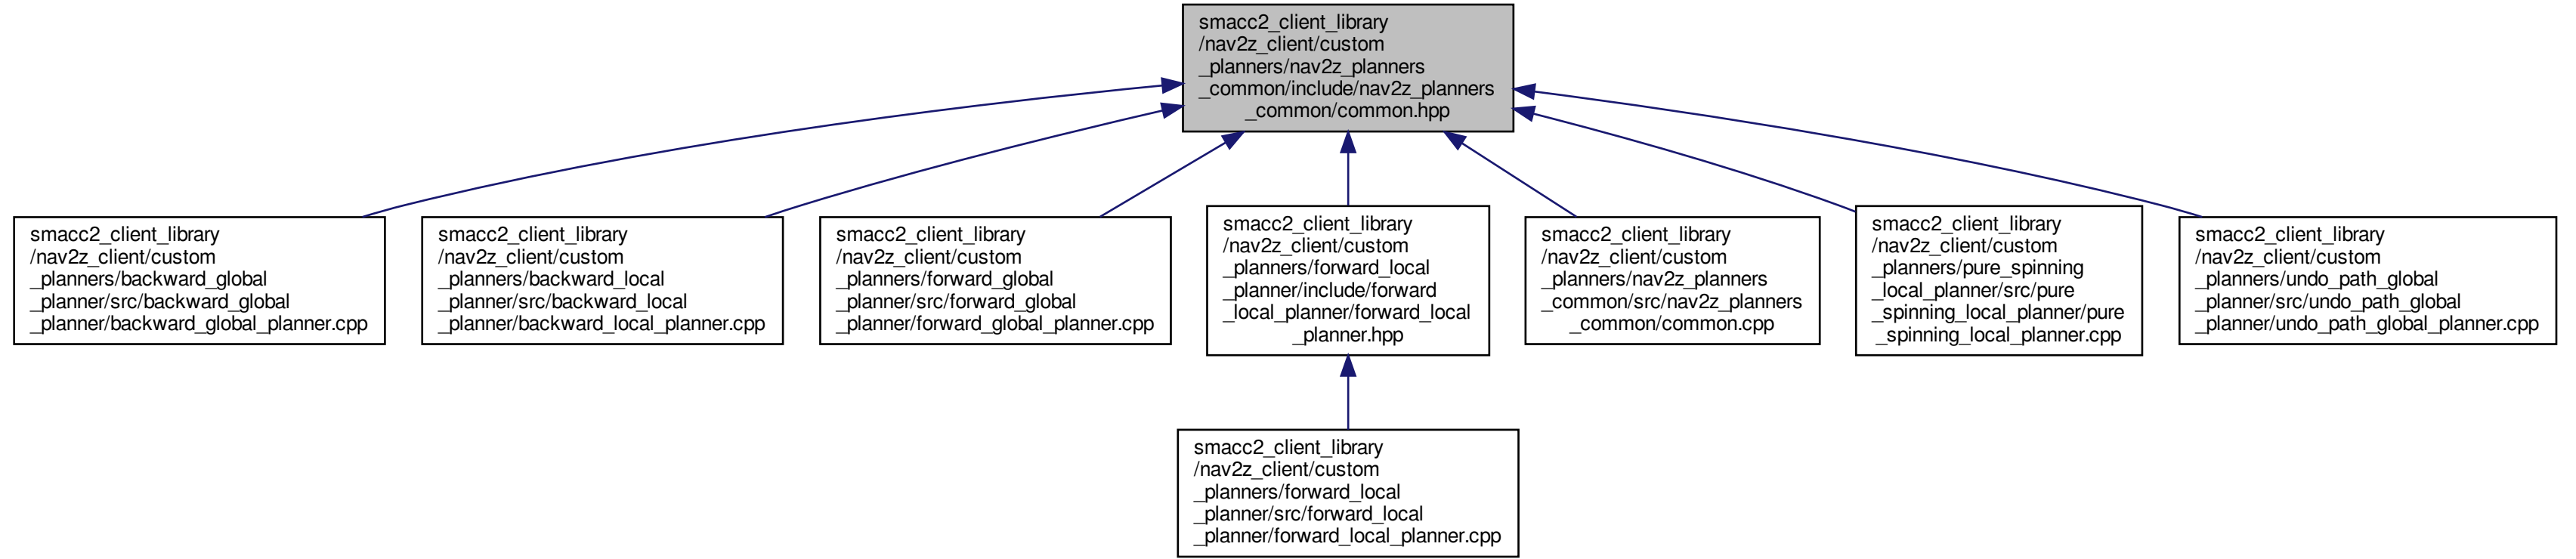 smacc2_client_library
/nav2z_client/custom
_planners/nav2z_planners
_common/include/nav2z_planners
_common/common.hpp
smacc2_client_library
/nav2z_client/custom
_planners/backward_global
_planner/src/backward_global
_planner/backward_global_planner.cpp
smacc2_client_library
/nav2z_client/custom
_planners/backward_local
_planner/src/backward_local
_planner/backward_local_planner.cpp
smacc2_client_library
/nav2z_client/custom
_planners/forward_global
_planner/src/forward_global
_planner/forward_global_planner.cpp
smacc2_client_library
/nav2z_client/custom
_planners/forward_local
_planner/include/forward
_local_planner/forward_local
_planner.hpp
smacc2_client_library
/nav2z_client/custom
_planners/nav2z_planners
_common/src/nav2z_planners
_common/common.cpp
smacc2_client_library
/nav2z_client/custom
_planners/pure_spinning
_local_planner/src/pure
_spinning_local_planner/pure
_spinning_local_planner.cpp
smacc2_client_library
/nav2z_client/custom
_planners/undo_path_global
_planner/src/undo_path_global
_planner/undo_path_global_planner.cpp
smacc2_client_library
/nav2z_client/custom
_planners/forward_local
_planner/src/forward_local
_planner/forward_local_planner.cpp